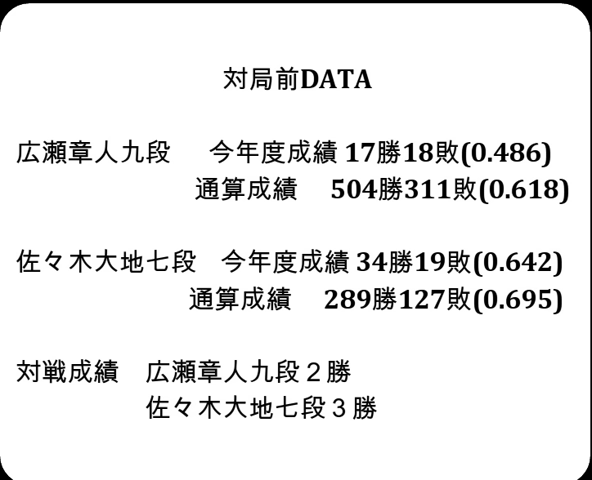 対局前DATA
広瀬章人九段 今年度成績 17勝18敗(0.486)
通算成績 504勝311敗(0.618)
佐々木大地七段 今年度成績 34勝19敗(0.642)
通算成績 289勝127敗(0.695)
対戦成績 広瀬章人九段２勝
佐々木大地七段３勝